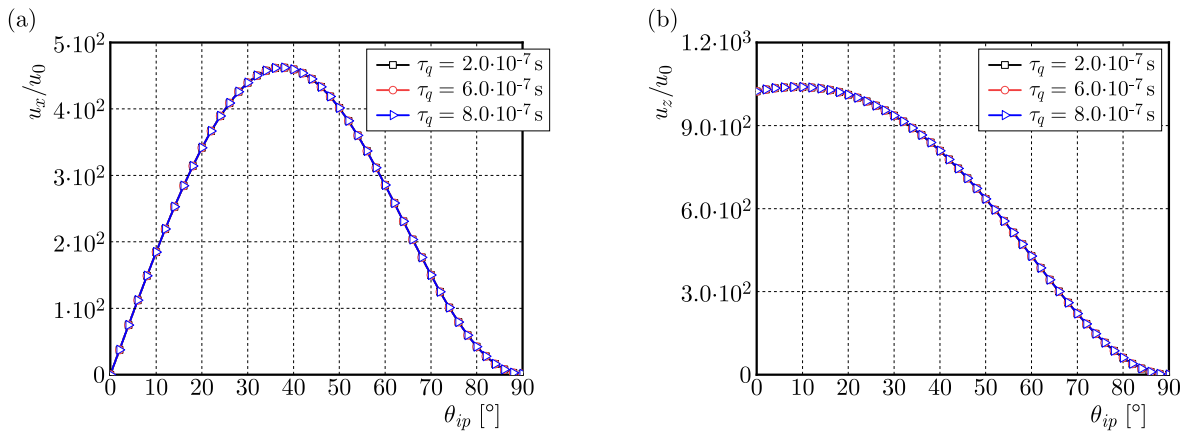 (a)
u_x/u_0
5·10²
4·10²
3·10²
2·10²
1·10²
0
τ_q = 2.0·10⁻⁷ s
τ_q = 6.0·10⁻⁷ s
τ_q = 8.0·10⁻⁷ s
0 10 20 30 40 50 60 70 80 90
θ_ip [°]
(b)
u_z/u_0
1.2·10³
9.0·10²
6.0·10²
3.0·10²
0
τ_q = 2.0·10⁻⁷ s
τ_q = 6.0·10⁻⁷ s
τ_q = 8.0·10⁻⁷ s
0 10 20 30 40 50 60 70 80 90
θ_ip [°]